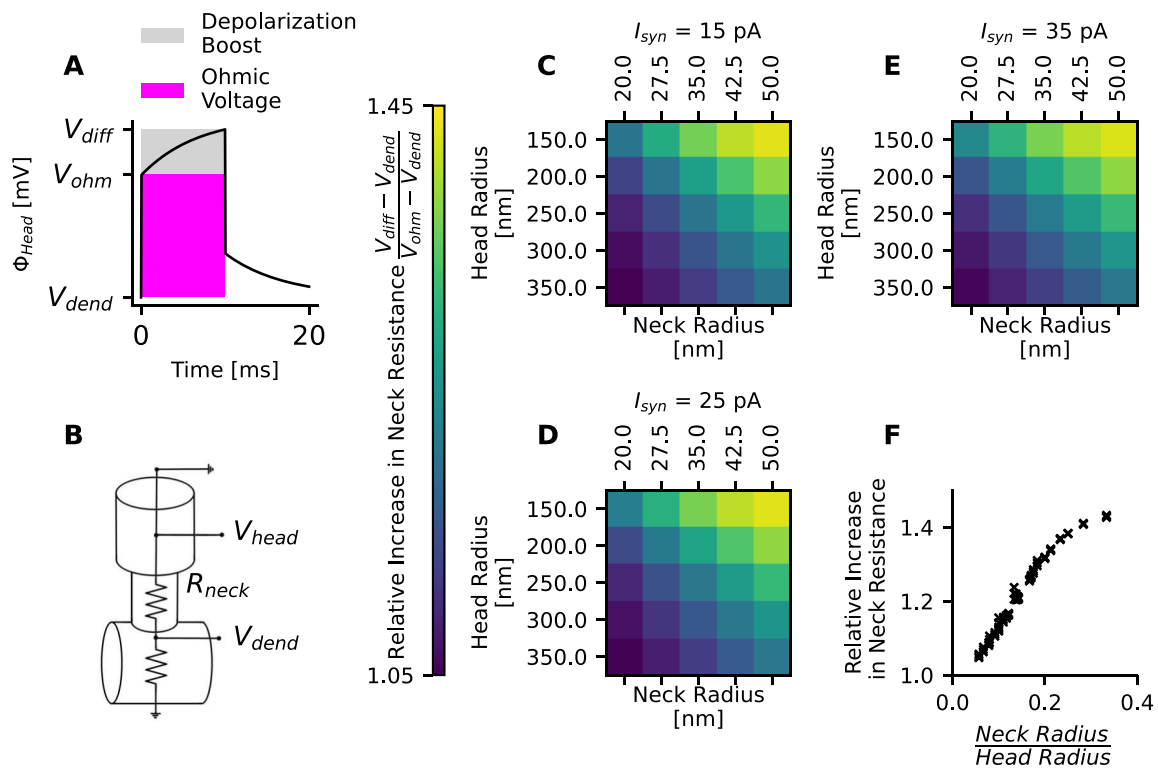 A
Depolarization
Boost
Ohmic
Voltage
V_diff
V_ohm
V_dend
Φ_Head [mV]
0
20
Time [ms]
B
V_head
R_neck
V_dend
1.45
1.05
Relative Increase in Neck Resistance (V_diff − V_dend)/(V_ohm − V_dend)
C
I_syn = 15 pA
20.0 27.5 35.0 42.5 50.0
150.0
200.0
250.0
300.0
350.0
Head Radius
[nm]
Neck Radius
[nm]
D
I_syn = 25 pA
20.0 27.5 35.0 42.5 50.0
150.0
200.0
250.0
300.0
350.0
Head Radius
[nm]
Neck Radius
[nm]
E
I_syn = 35 pA
20.0 27.5 35.0 42.5 50.0
150.0
200.0
250.0
300.0
350.0
Head Radius
[nm]
Neck Radius
[nm]
F
Relative Increase
in Neck Resistance
1.4
1.2
1.0
0.0 0.2 0.4
Neck Radius
Head Radius